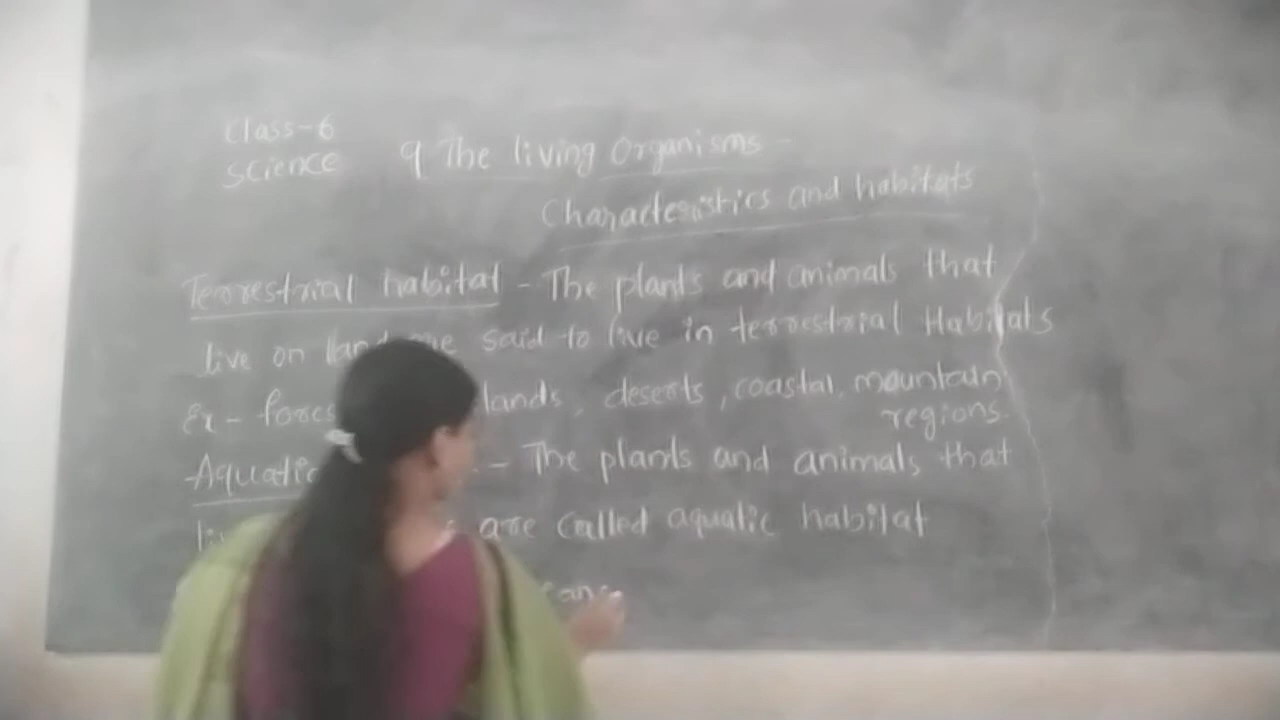 Class-6
Science
9 The living Organisms -
Characteristics and habitats
Terrestrial habitat - The plants and animals that
live on land are said to live in terrestrial Habitats
Ex - lands, deserts, coastal, mountain
regions.
Aquatic - The plants and animals that
are called aquatic habitat